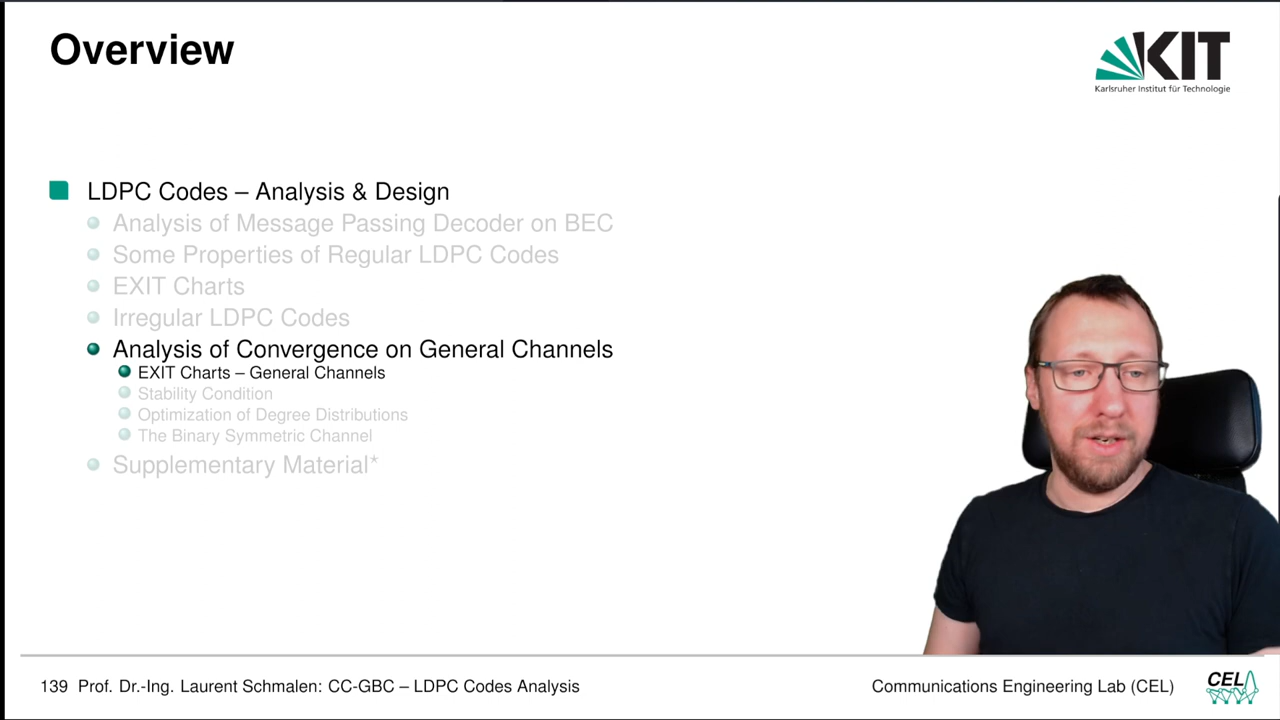 Overview
KIT
Karlsruher Institut für Technologie
LDPC Codes – Analysis & Design
Analysis of Message Passing Decoder on BEC
Some Properties of Regular LDPC Codes
EXIT Charts
Irregular LDPC Codes
Analysis of Convergence on General Channels
EXIT Charts – General Channels
Stability Condition
Optimization of Degree Distributions
The Binary Symmetric Channel
Supplementary Material*
139 Prof. Dr.-Ing. Laurent Schmalen: CC-GBC – LDPC Codes Analysis
Communications Engineering Lab (CEL)
CEL